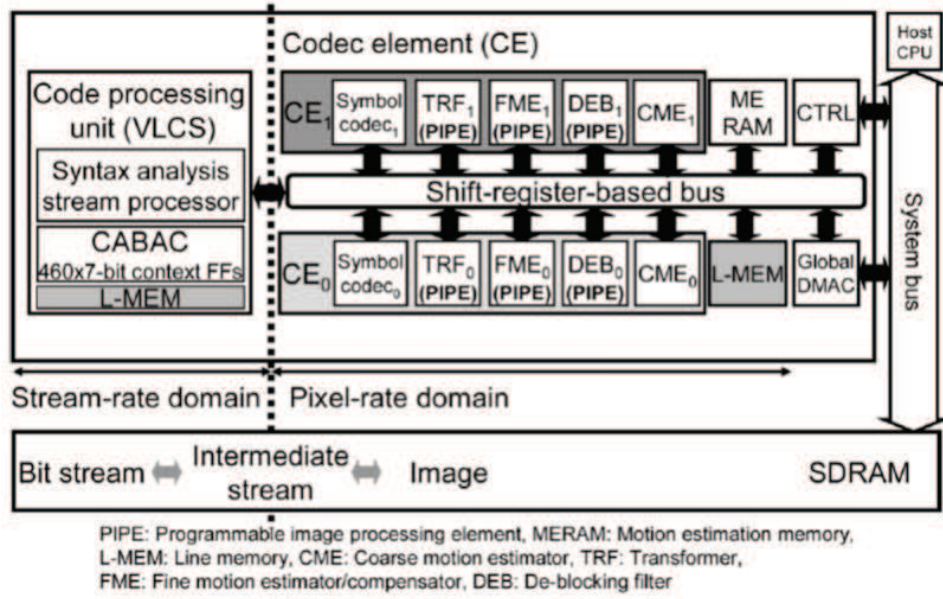 Codec element (CE)
Host
CPU
Code processing
unit (VLCS)
Syntax analysis
stream processor
CABAC
460x7-bit context FFs
L-MEM
CE1
Symbol
codec1
TRF1
(PIPE)
FME1
(PIPE)
DEB1
(PIPE)
CME1
ME
RAM
CTRL
Shift-register-based bus
CE0
Symbol
codec0
TRF0
(PIPE)
FME0
(PIPE)
DEB0
(PIPE)
CME0
L-MEM
Global
DMAC
System bus
Stream-rate domain
Pixel-rate domain
Bit stream
Intermediate
stream
Image
SDRAM
PIPE: Programmable image processing element, MERAM: Motion estimation memory,
L-MEM: Line memory, CME: Coarse motion estimator, TRF: Transformer,
FME: Fine motion estimator/compensator, DEB: De-blocking filter